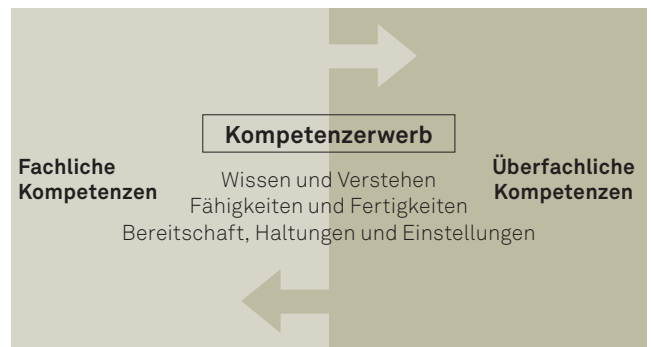 Kompetenzerwerb
Fachliche
Kompetenzen
Wissen und Verstehen
Fähigkeiten und Fertigkeiten
Bereitschaft, Haltungen und Einstellungen
Überfachliche
Kompetenzen